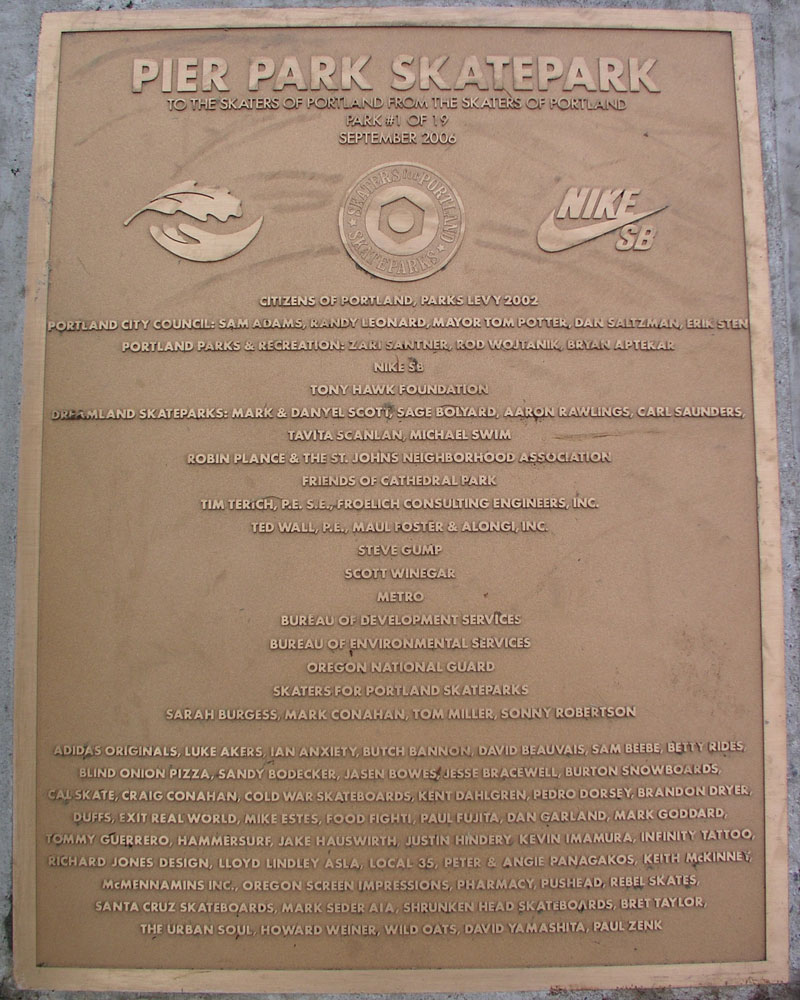 PIER PARK SKATEPARK
TO THE SKATERS OF PORTLAND FROM THE SKATERS OF PORTLAND
PARK #1 OF 19
SEPTEMBER 2006
SKATERS FOR PORTLAND SKATEPARKS
NIKE SB
CITIZENS OF PORTLAND, PARKS LEVY 2002
PORTLAND CITY COUNCIL: SAM ADAMS, RANDY LEONARD, MAYOR TOM POTTER, DAN SALTZMAN, ERIK STEN
PORTLAND PARKS & RECREATION: ZARI SANTNER, ROD WOJTANIK, BRYAN APTEKAR
NIKE SB
TONY HAWK FOUNDATION
DREAMLAND SKATEPARKS: MARK & DANYEL SCOTT, SAGE BOLYARD, AARON RAWLINGS, CARL SAUNDERS,
TAVITA SCANLAN, MICHAEL SWIM
ROBIN PLANCE & THE ST. JOHNS NEIGHBORHOOD ASSOCIATION
FRIENDS OF CATHEDRAL PARK
TIM TERICH, P.E. S.E., FROELICH CONSULTING ENGINEERS, INC.
TED WALL, P.E., MAUL FOSTER & ALONGI, INC.
STEVE GUMP
SCOTT WINEGAR
METRO
BUREAU OF DEVELOPMENT SERVICES
BUREAU OF ENVIRONMENTAL SERVICES
OREGON NATIONAL GUARD
SKATERS FOR PORTLAND SKATEPARKS
SARAH BURGESS, MARK CONAHAN, TOM MILLER, SONNY ROBERTSON
ADIDAS ORIGINALS, LUKE AKERS, IAN ANXIETY, BUTCH BANNON, DAVID BEAUVAIS, SAM BEEBE, BETTY RIDES,
BLIND ONION PIZZA, SANDY BODECKER, JASEN BOWES, JESSE BRACEWELL, BURTON SNOWBOARDS,
CAL SKATE, CRAIG CONAHAN, COLD WAR SKATEBOARDS, KENT DAHLGREN, PEDRO DORSEY, BRANDON DRYER,
DUFFS, EXIT REAL WORLD, MIKE ESTES, FOOD FIGHT!, PAUL FUJITA, DAN GARLAND, MARK GODDARD,
TOMMY GUERRERO, HAMMERSURF, JAKE HAUSWIRTH, JUSTIN HINDERY, KEVIN IMAMURA, INFINITY TATTOO,
RICHARD JONES DESIGN, LLOYD LINDLEY ASLA, LOCAL 35, PETER & ANGIE PANAGAKOS, KEITH McKINNEY,
McMENNAMINS INC., OREGON SCREEN IMPRESSIONS, PHARMACY, PUSHEAD, REBEL SKATES,
SANTA CRUZ SKATEBOARDS, MARK SEDER AIA, SHRUNKEN HEAD SKATEBOARDS, BRET TAYLOR,
THE URBAN SOUL, HOWARD WEINER, WILD OATS, DAVID YAMASHITA, PAUL ZENK